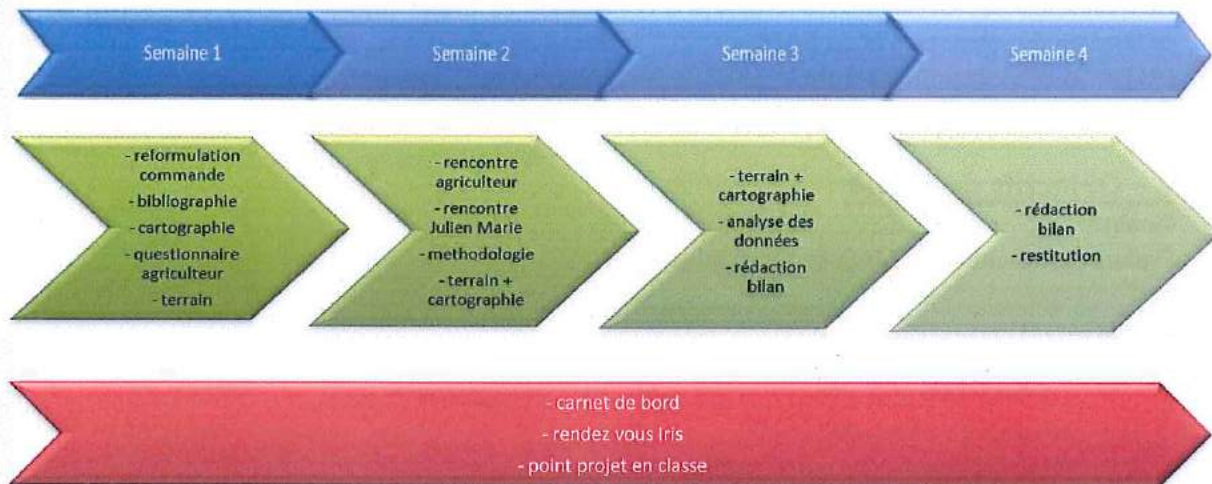 Semaine 1
Semaine 2
Semaine 3
Semaine 4
- reformulation
commande
- bibliographie
- cartographie
- questionnaire
agriculteur
- terrain
- rencontre
agriculteur
- rencontre
Julien Marie
- methodologie
- terrain +
cartographie
- terrain +
cartographie
- analyse des
données
- rédaction
bilan
- rédaction
bilan
- restitution
- carnet de bord
- rendez vous Iris
- point projet en classe